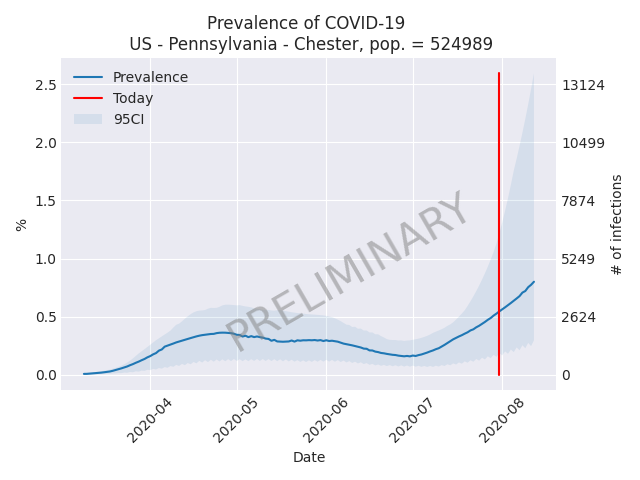 Prevalence of COVID-19
US - Pennsylvania - Chester, pop. = 524989
Prevalence
Today
95CI
2.5
2.0
1.5
1.0
0.5
0.0
%
13124
10499
7874
5249
2624
0
# of infections
PRELIMINARY
2020-04
2020-05
2020-06
2020-07
2020-08
Date